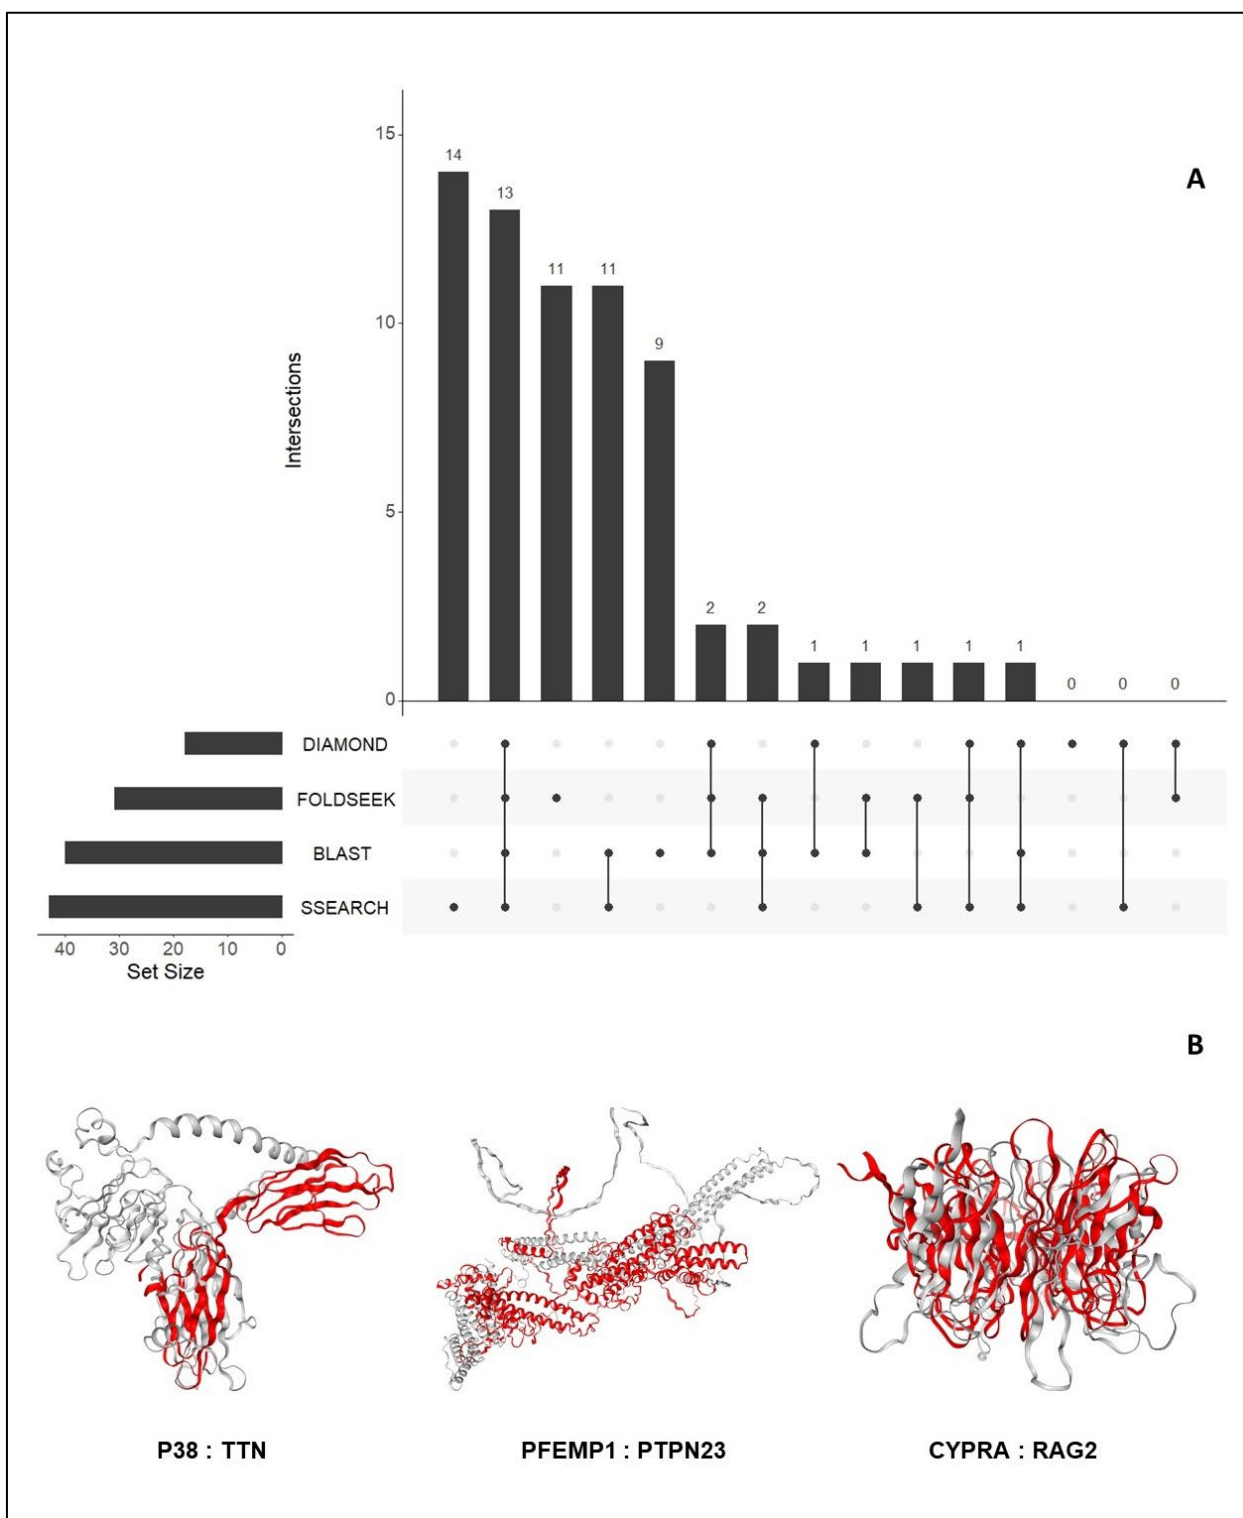 A
15
14
13
11
11
10
9
Intersections
5
2
2
1
1
1
1
1
0
0
0
0
DIAMOND
FOLDSEEK
BLAST
SSEARCH
40 30 20 10 0
Set Size
B
P38 : TTN
PFEMP1 : PTPN23
CYPRA : RAG2